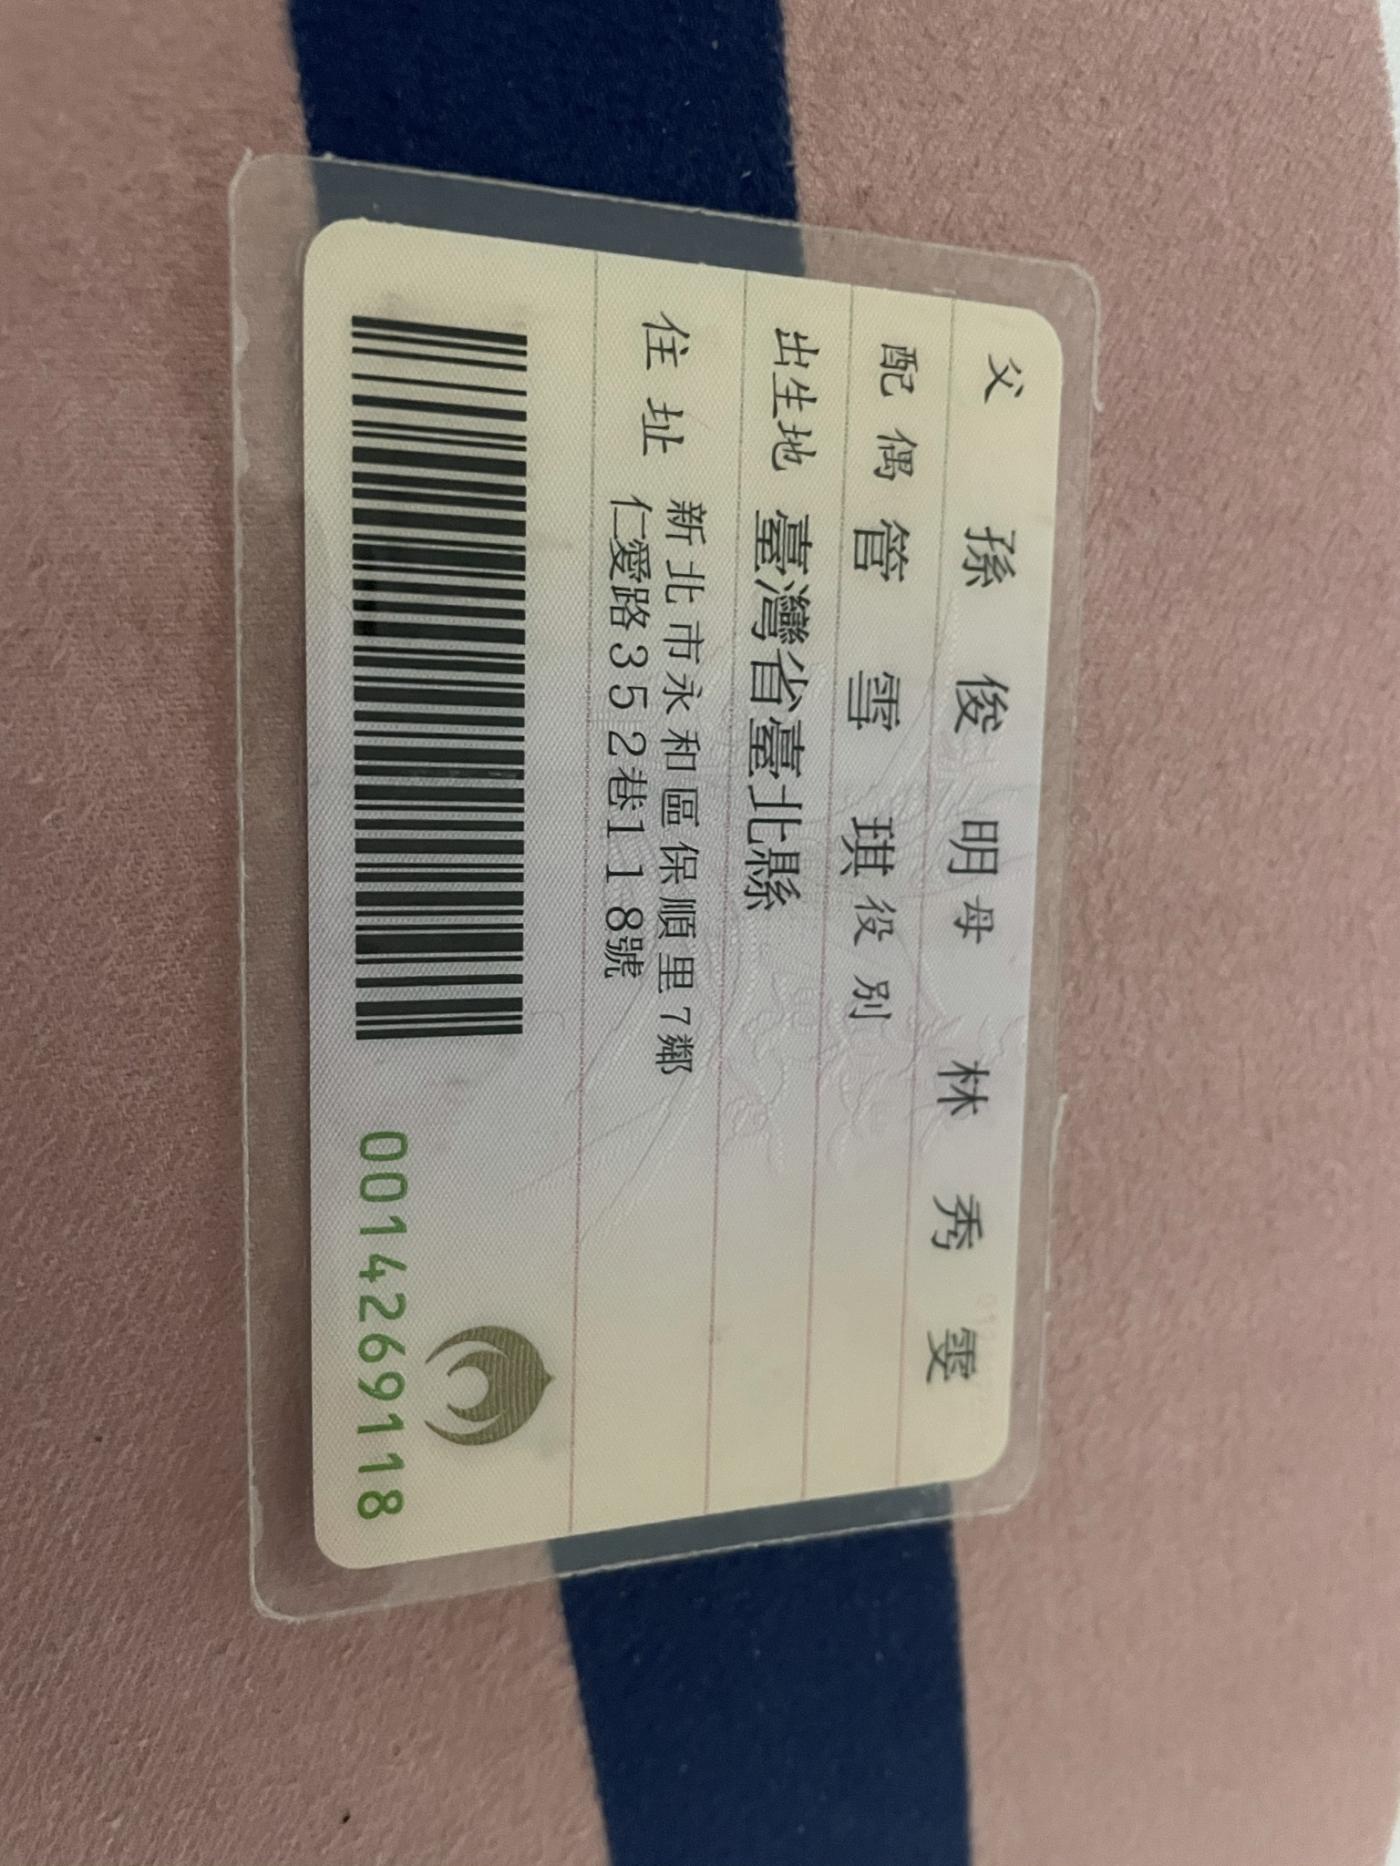 父 孫俊明 母 林秀雯
配偶 管雪琪 役別
出生地 臺灣省臺北縣
住址 新北市永和區保順里7鄰
仁愛路352巷118號
00142691118